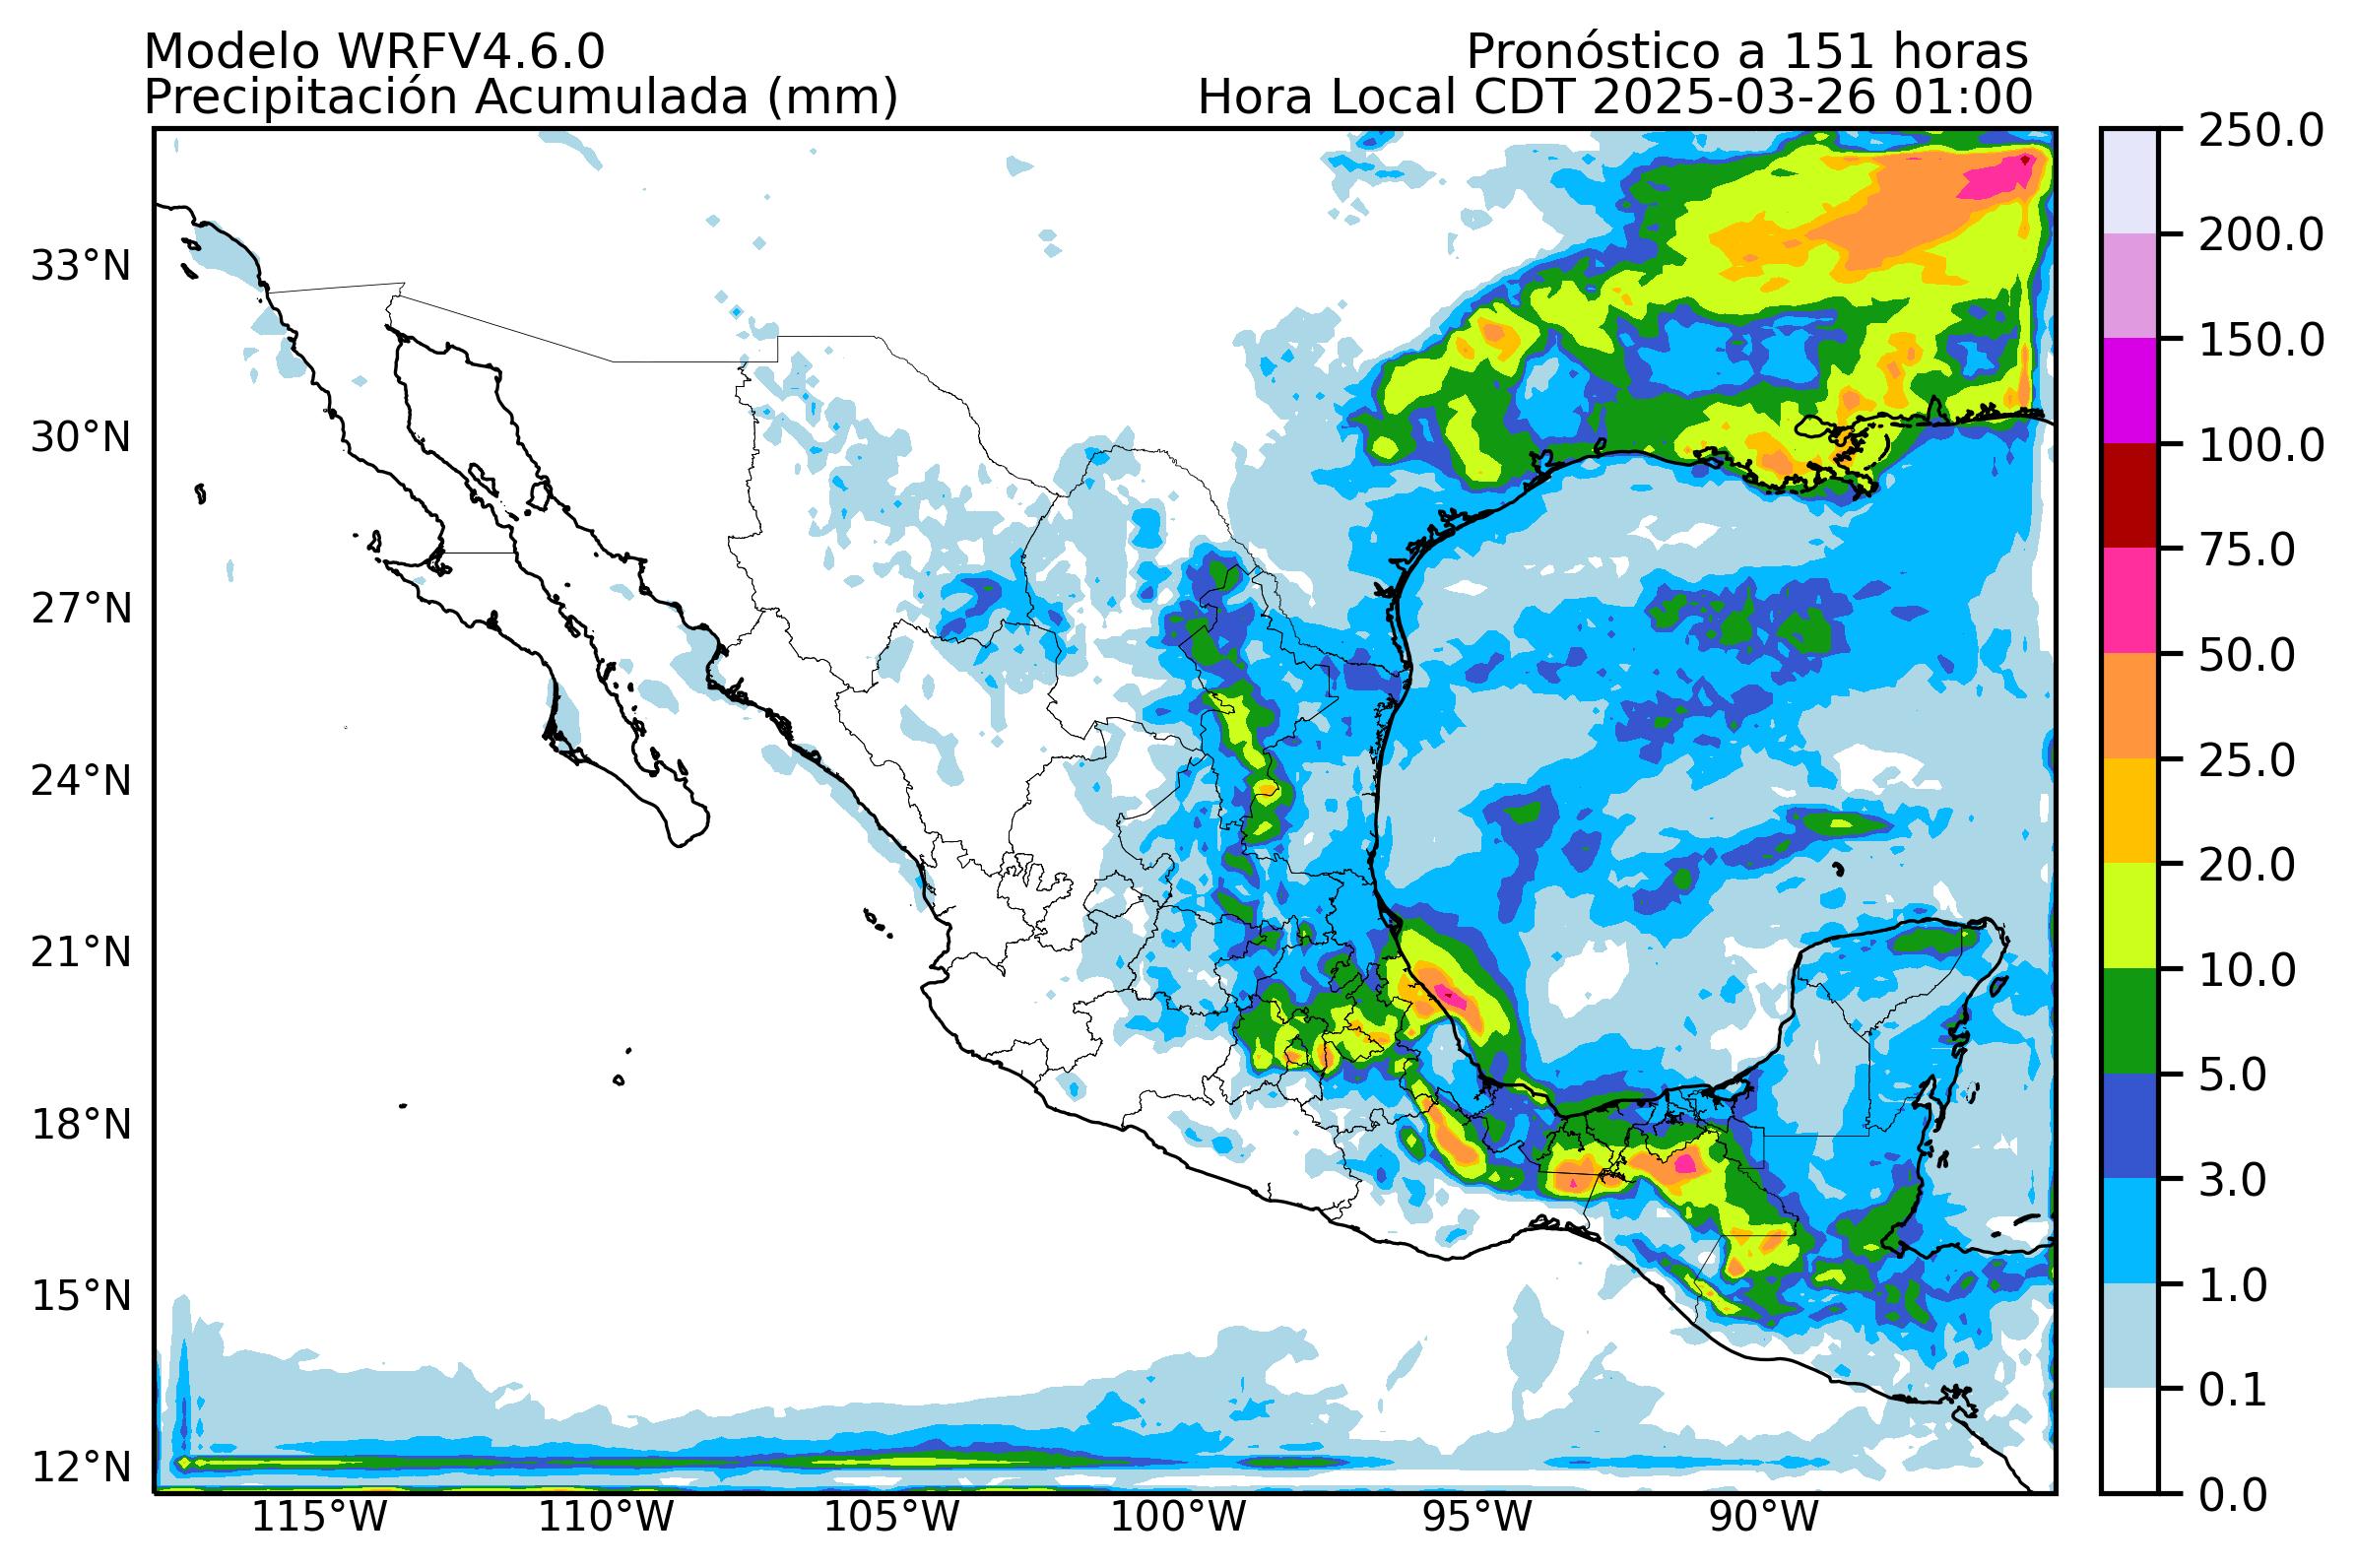 Modelo WRFV4.6.0
Pronóstico a 151 horas
Precipitación Acumulada (mm)
Hora Local CDT 2025-03-26 01:00
33°N
30°N
27°N
24°N
21°N
18°N
15°N
12°N
115°W
110°W
105°W
100°W
95°W
90°W
250.0
200.0
150.0
100.0
75.0
50.0
25.0
20.0
10.0
5.0
3.0
1.0
0.1
0.0